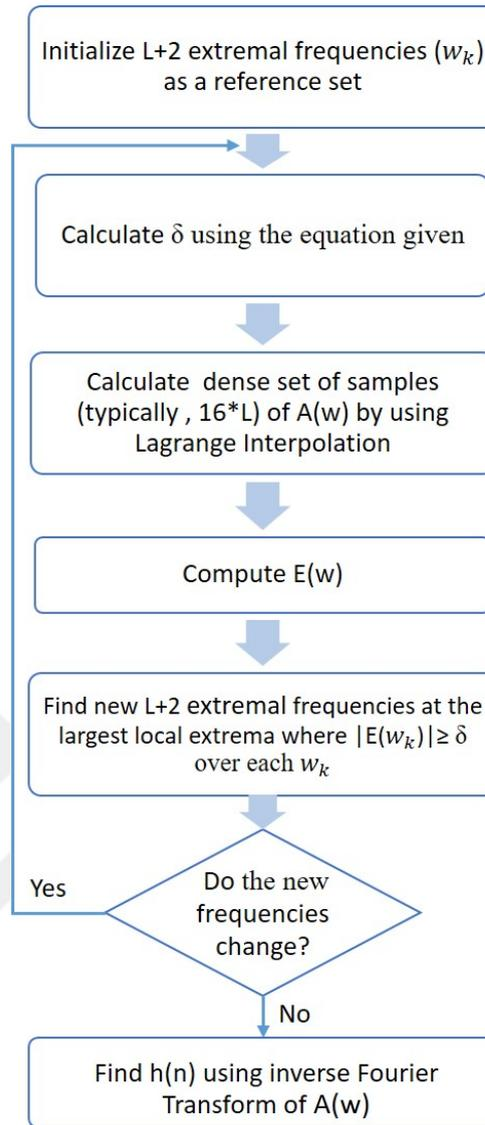 Initialize L+2 extremal frequencies (w_k)
as a reference set
Calculate δ using the equation given
Calculate  dense set of samples
(typically , 16*L) of A(w) by using
Lagrange Interpolation
Compute E(w)
Find new L+2 extremal frequencies at the
largest local extrema where |E(w_k)|≥ δ
over each w_k
Do the new
frequencies
change?
Yes
No
Find h(n) using inverse Fourier
Transform of A(w)